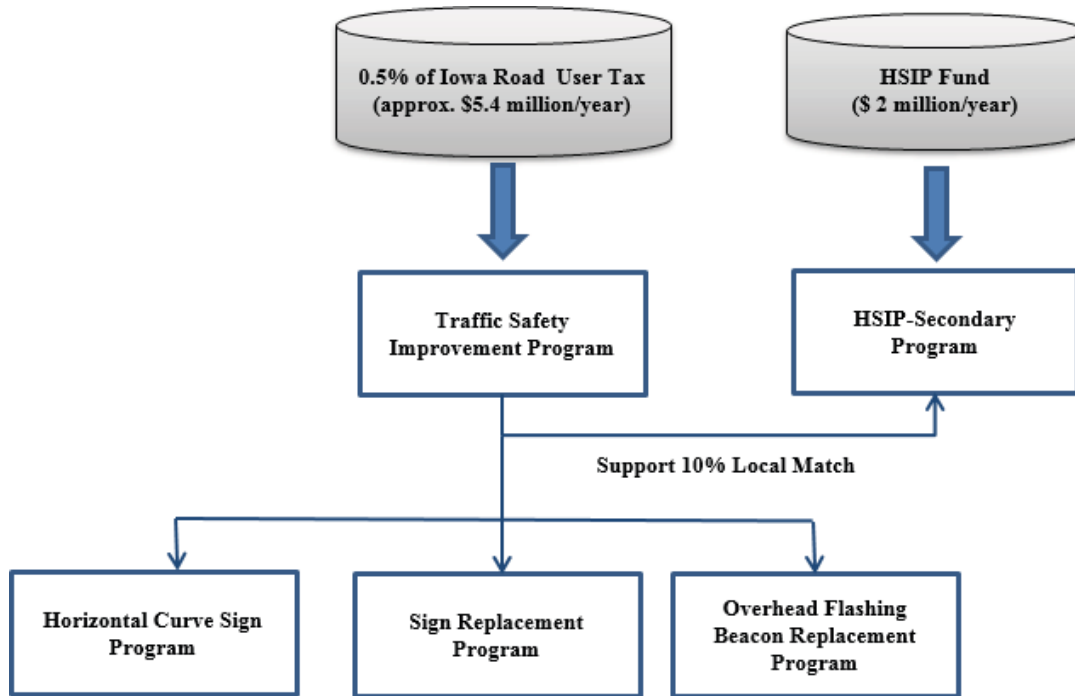 0.5% of Iowa Road User Tax
(approx. $5.4 million/year)
HSIP Fund
($ 2 million/year)
Traffic Safety
Improvement Program
HSIP-Secondary
Program
Support 10% Local Match
Horizontal Curve Sign
Program
Sign Replacement
Program
Overhead Flashing
Beacon Replacement
Program